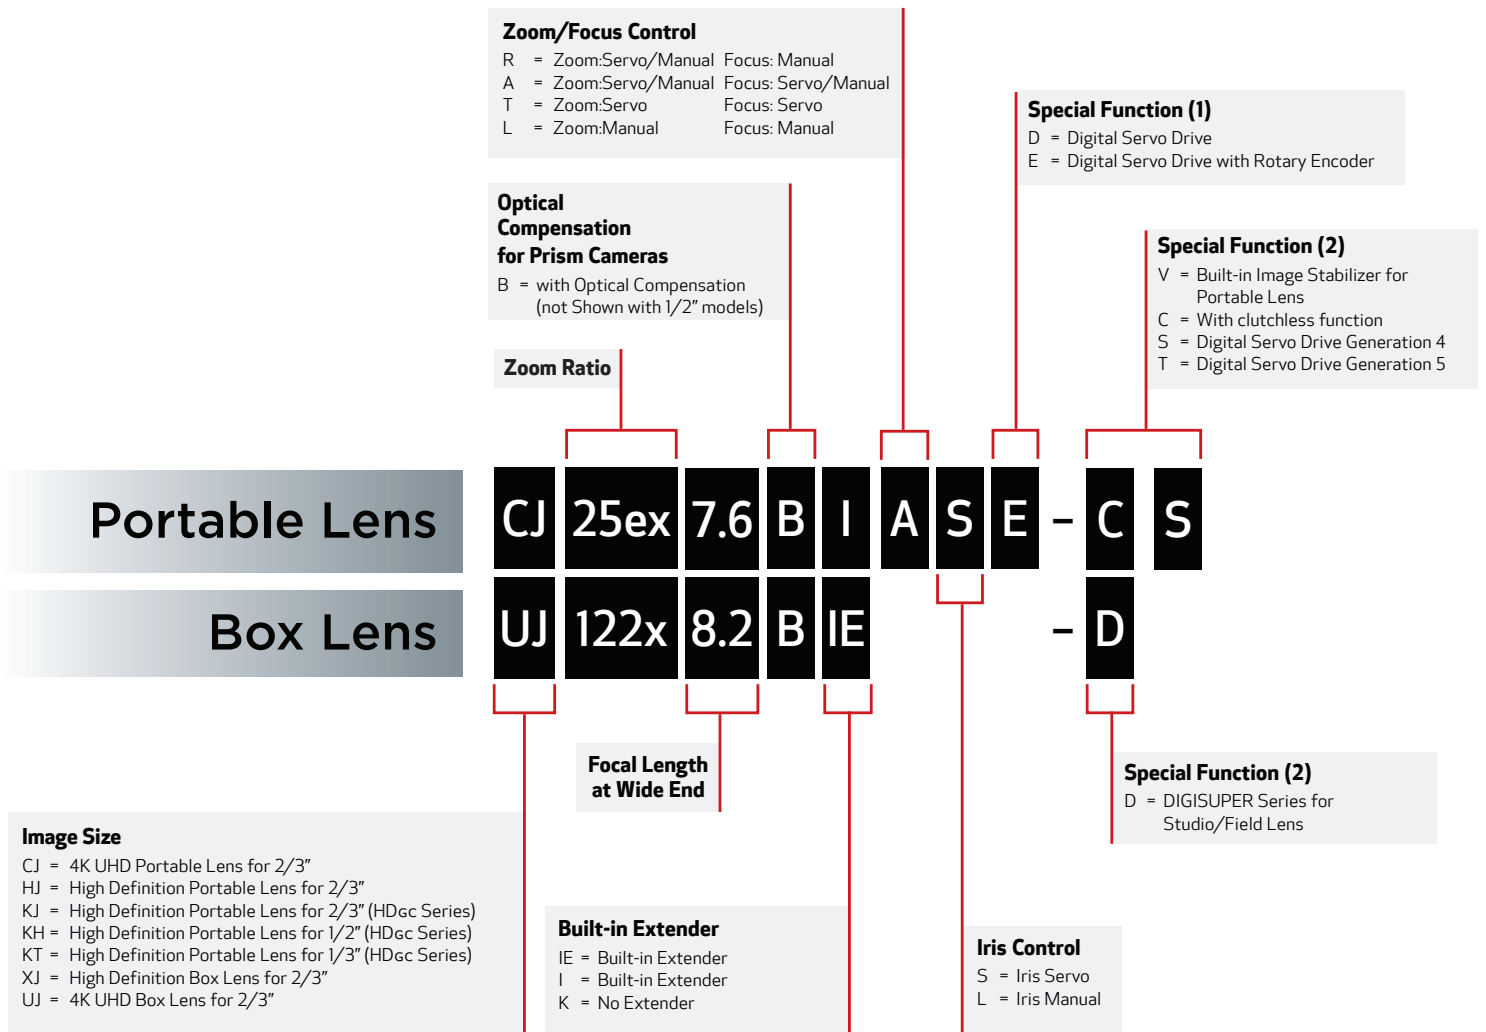 Zoom/Focus Control
R = Zoom:Servo/Manual Focus: Manual
A = Zoom:Servo/Manual Focus: Servo/Manual
T = Zoom:Servo Focus: Servo
L = Zoom:Manual Focus: Manual
Special Function (1)
D = Digital Servo Drive
E = Digital Servo Drive with Rotary Encoder
Optical
Compensation
for Prism Cameras
B = with Optical Compensation
(not Shown with 1/2" models)
Special Function (2)
V = Built-in Image Stabilizer for
Portable Lens
C = With clutchless function
S = Digital Servo Drive Generation 4
T = Digital Servo Drive Generation 5
Zoom Ratio
Portable Lens CJ 25ex 7.6 B I A S E - C S
Box Lens UJ 122x 8.2 B IE - D
Focal Length
at Wide End
Special Function (2)
D = DIGISUPER Series for
Studio/Field Lens
Image Size
CJ = 4K UHD Portable Lens for 2/3"
HJ = High Definition Portable Lens for 2/3"
KJ = High Definition Portable Lens for 2/3" (HDGC Series)
KH = High Definition Portable Lens for 1/2" (HDGC Series)
KT = High Definition Portable Lens for 1/3" (HDGC Series)
XJ = High Definition Box Lens for 2/3"
UJ = 4K UHD Box Lens for 2/3"
Built-in Extender
IE = Built-in Extender
I = Built-in Extender
K = No Extender
Iris Control
S = Iris Servo
L = Iris Manual